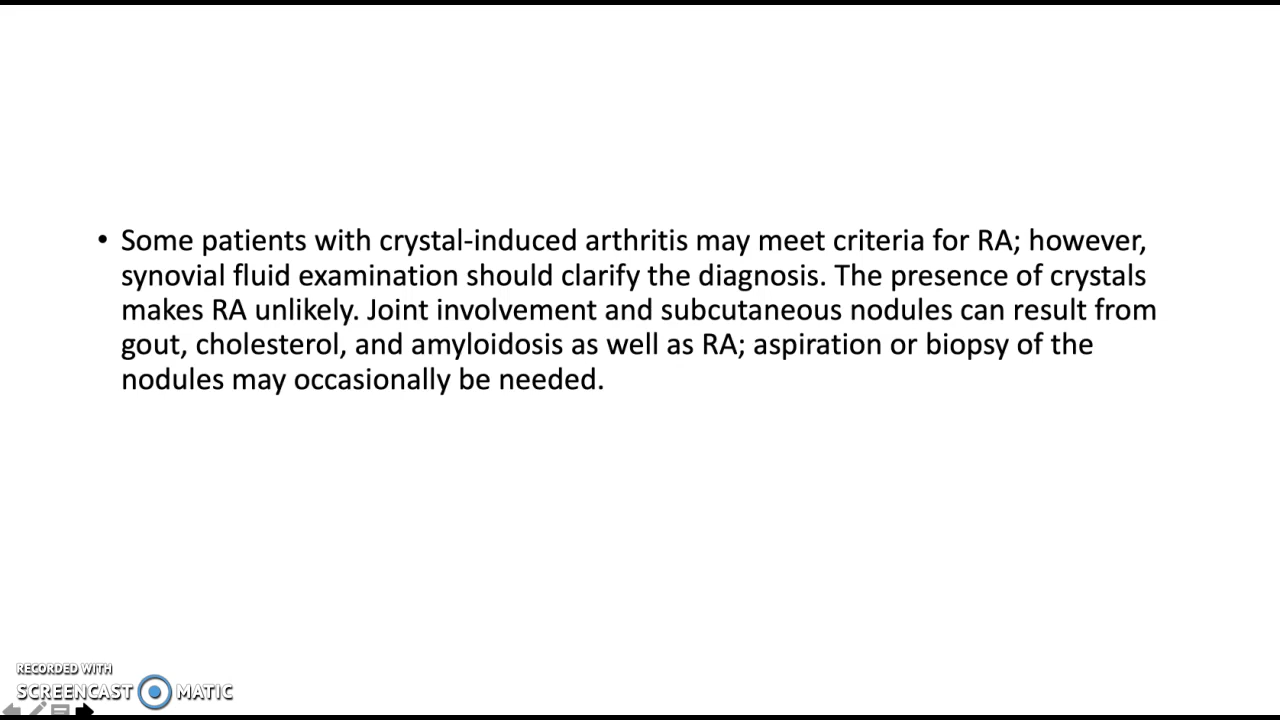 • Some patients with crystal-induced arthritis may meet criteria for RA; however,
synovial fluid examination should clarify the diagnosis. The presence of crystals
makes RA unlikely. Joint involvement and subcutaneous nodules can result from
gout, cholesterol, and amyloidosis as well as RA; aspiration or biopsy of the
nodules may occasionally be needed.
RECORDED WITH
SCREENCAST MATIC